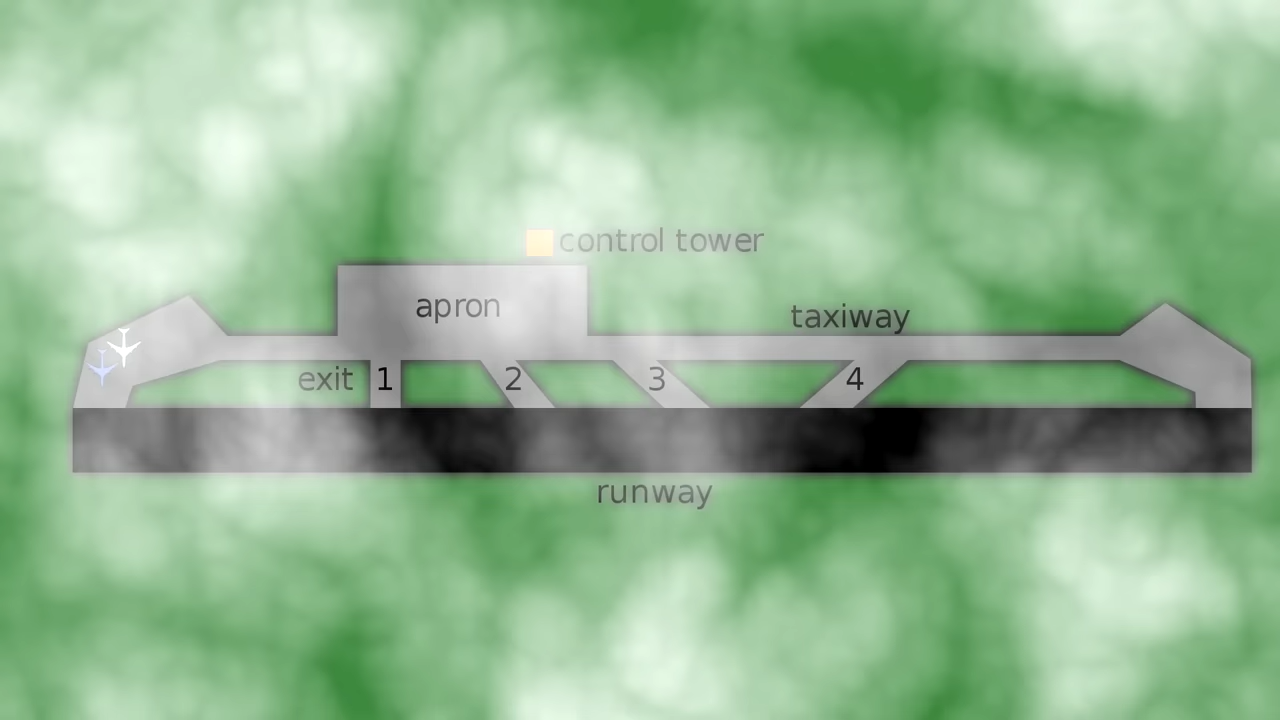 control tower
apron
taxiway
exit 1 2 3 4
runway